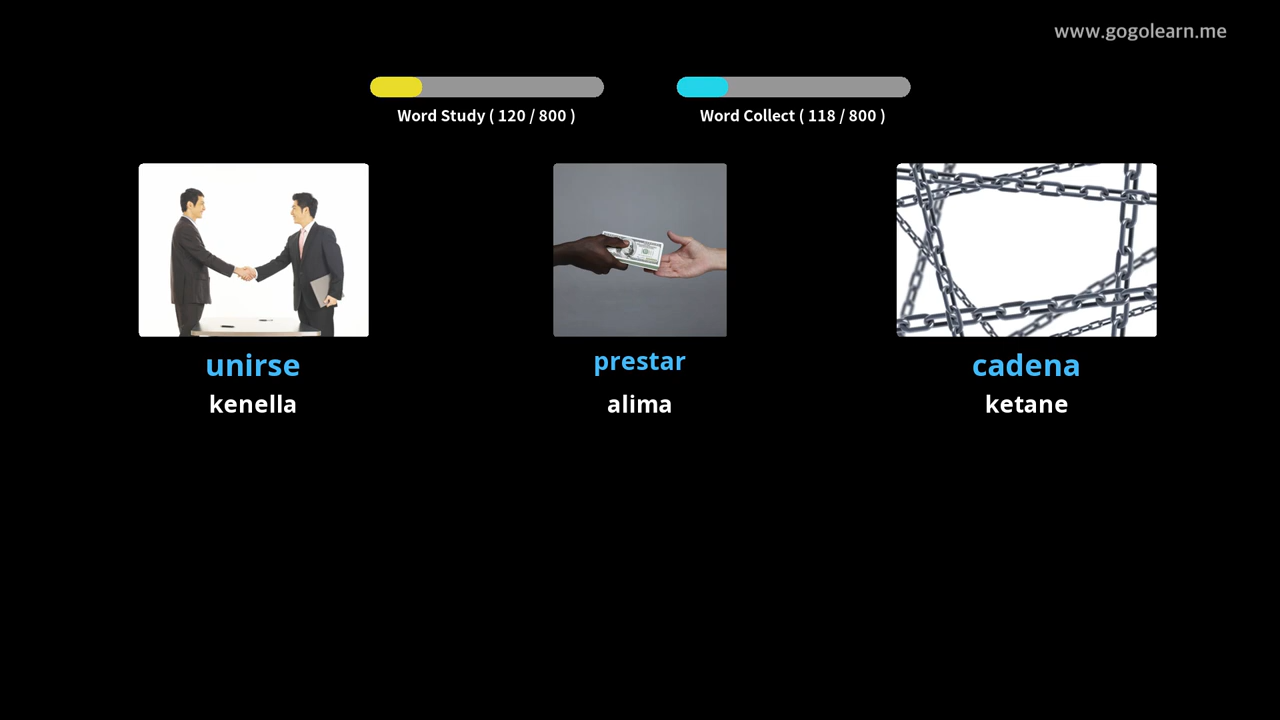 www.gogolearn.me
Word Study ( 120 / 800 )
Word Collect ( 118 / 800 )
unirse
prestar
cadena
kenella
alima
ketane